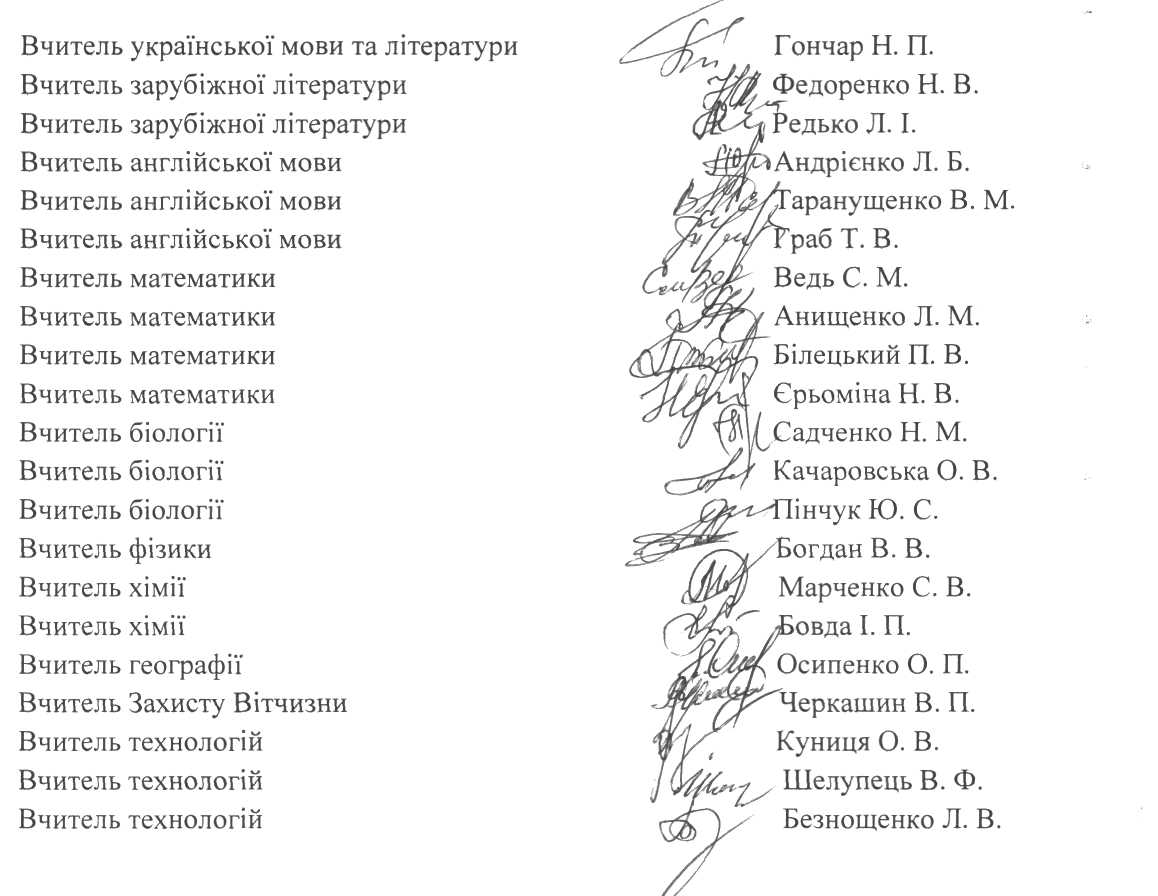 Вчитель української мови та літератури Гончар Н. П.
Вчитель зарубіжної літератури Федоренко Н. В.
Вчитель зарубіжної літератури Редько Л. І.
Вчитель англійської мови Андрієнко Л. Б.
Вчитель англійської мови Таранущенко В. М.
Вчитель англійської мови Граб Т. В.
Вчитель математики Ведь С. М.
Вчитель математики Анищенко Л. М.
Вчитель математики Білецький П. В.
Вчитель математики Єрьоміна Н. В.
Вчитель біології Садченко Н. М.
Вчитель біології Качаровська О. В.
Вчитель біології Пінчук Ю. С.
Вчитель фізики Богдан В. В.
Вчитель хімії Марченко С. В.
Вчитель хімії Бовда І. П.
Вчитель географії Осипенко О. П.
Вчитель Захисту Вітчизни Черкашин В. П.
Вчитель технологій Куниця О. В.
Вчитель технологій Шелупець В. Ф.
Вчитель технологій Безнощенко Л. В.